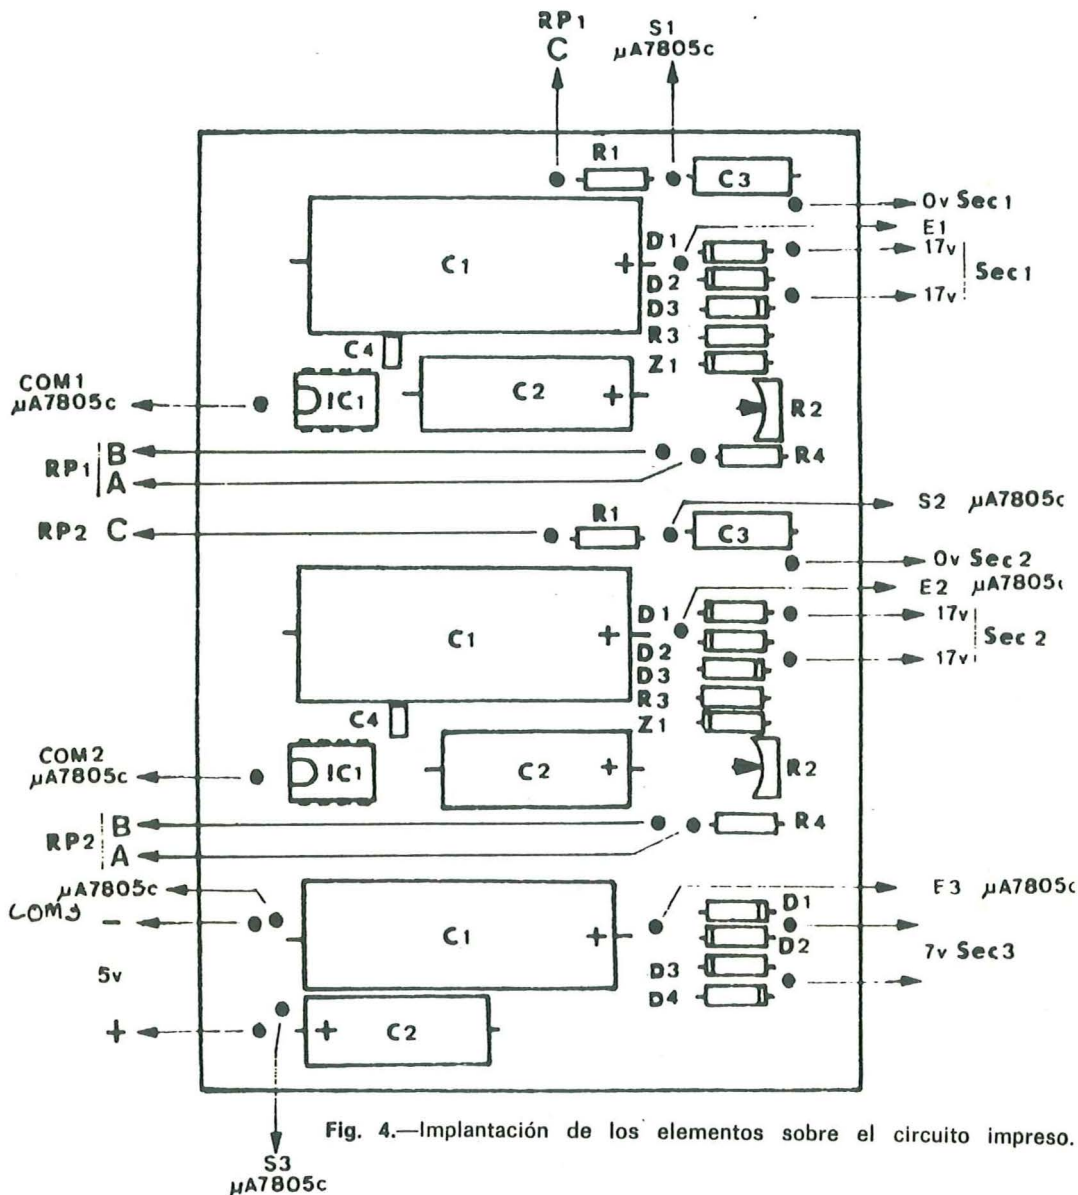 RP1
C
S1
µA7805c
R1
C3
0v Sec1
E1
D1
17v
C1
+
D2
Sec1
D3
17v
R3
C4
Z1
COM1
µA7805c
IC1
C2
+
R2
B
RP1
A
R4
S2 µA7805c
RP2 C
R1
C3
0v Sec2
E2 µA7805c
D1
17v
C1
+
D2
Sec 2
D3
17v
R3
C4
Z1
COM2
µA7805c
IC1
C2
+
R2
B
RP2
A
R4
µA7805c
E3 µA7805c
COM3 -
D1
C1
+
D2
7v Sec3
5v
D3
D4
+
+
C2
S3
µA7805c
Fig. 4.—Implantación de los elementos sobre el circuito impreso.